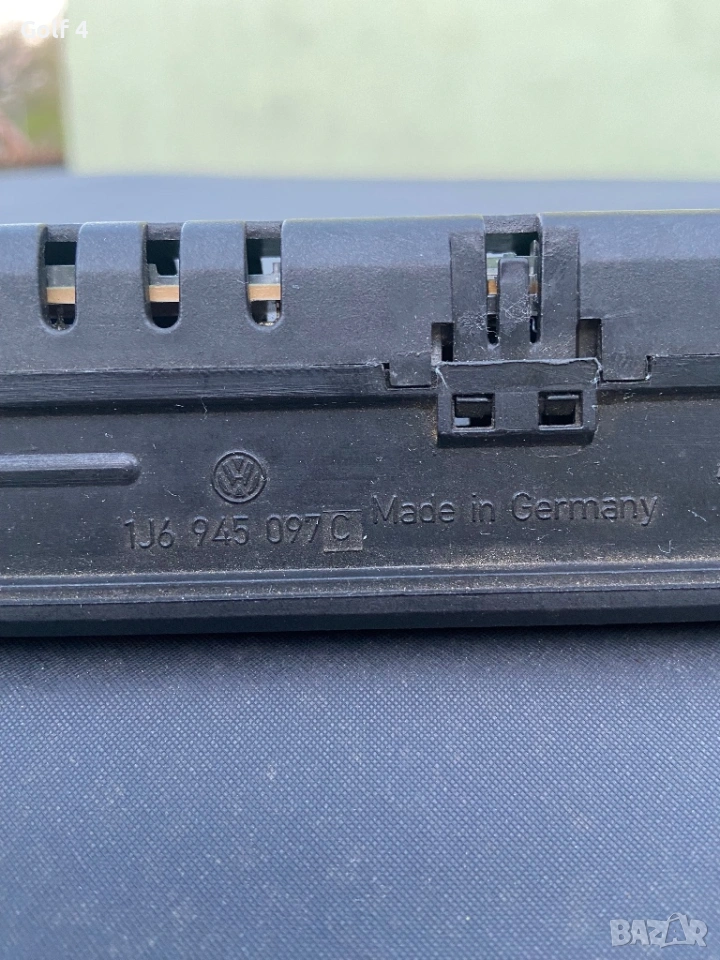 Golf 4
1J6 945 097 C Made in Germany
BAZAR